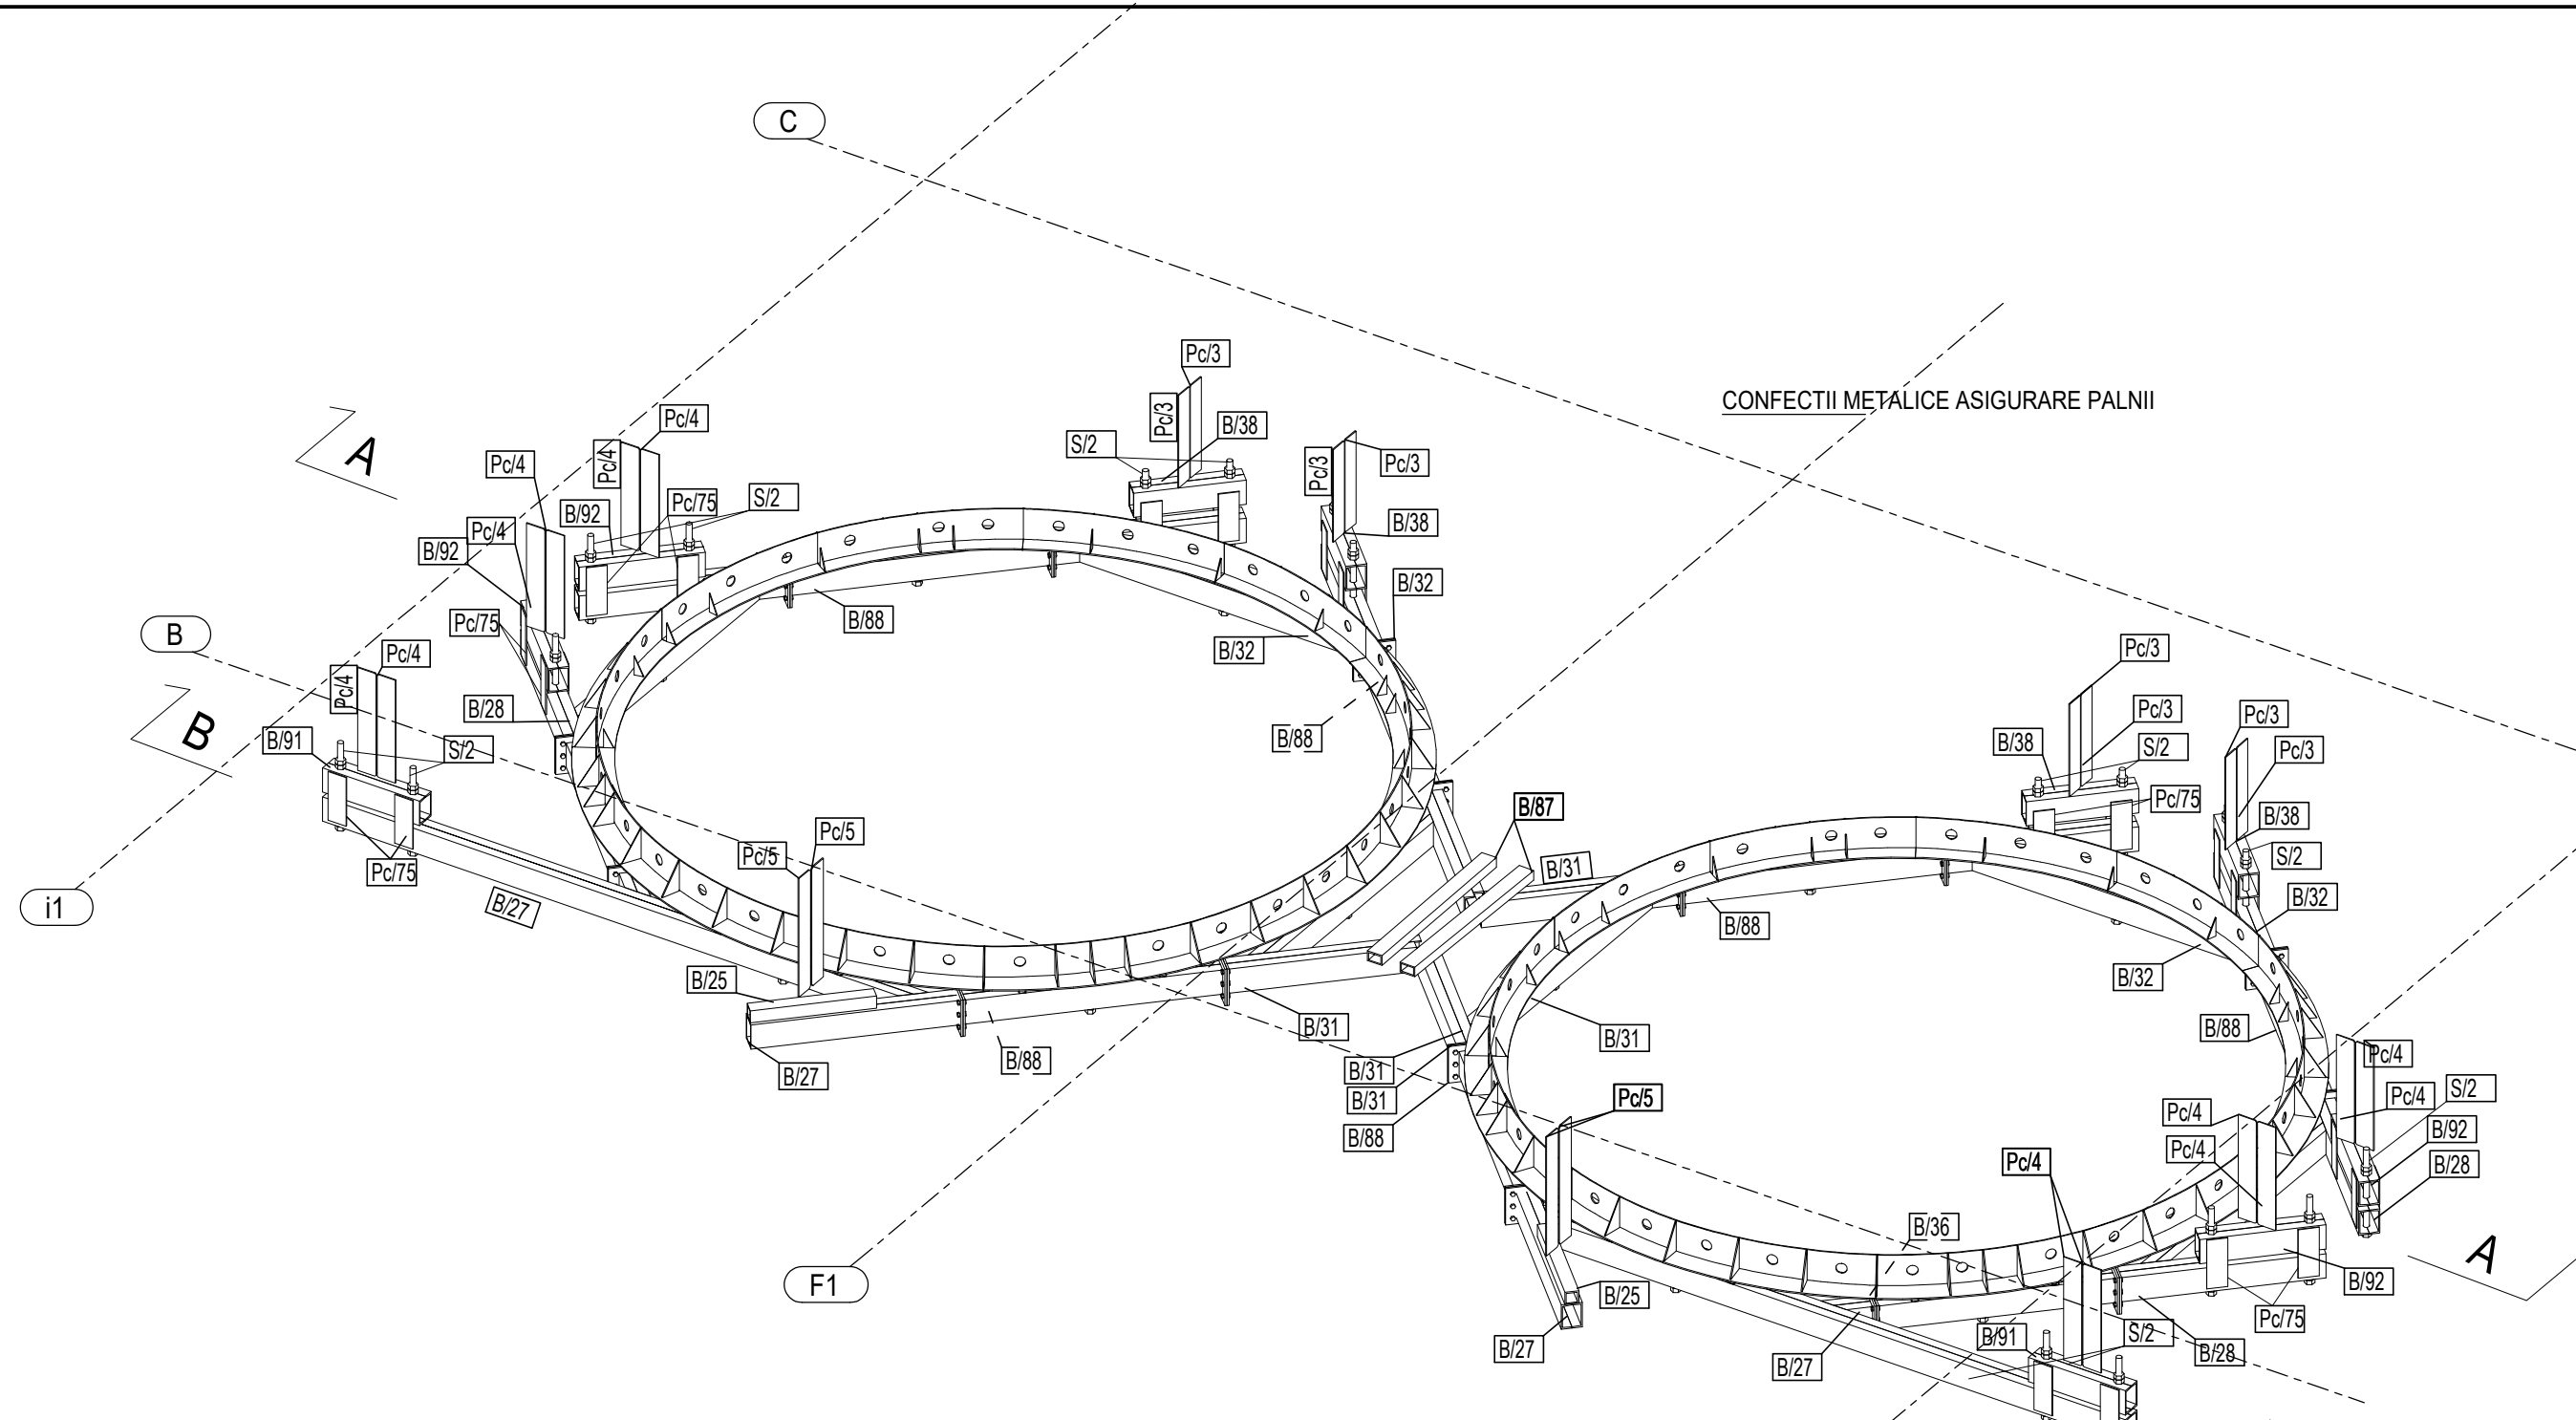 C
Pc/3
CONFECTII METALICE ASIGURARE PALNII
Pc/4
Pc/3
B/38
A
S/2
Pc/4
Pc/4
Pc/3
Pc/3
Pc/75
S/2
B/92
B/38
Pc/4
B/92
B/32
Pc/75
B/88
B
B/32
Pc/4
Pc/3
Pc/4
B/28
Pc/3
Pc/3
B
B/91
S/2
B/88
B/38
S/2
Pc/3
Pc/75
B/87
B/38
Pc/5
Pc/5
S/2
Pc/75
B/31
B/32
i1
B/27
B/88
B/25
B/32
B/31
B/31
B/88
B/88
B/27
B/31
Pc/4
B/31
Pc/5
Pc/4
S/2
Pc/4
B/88
B/92
Pc/4
Pc/4
B/28
B/36
A
F1
B/25
B/92
Pc/75
B/91
S/2
B/27
B/27
B/28